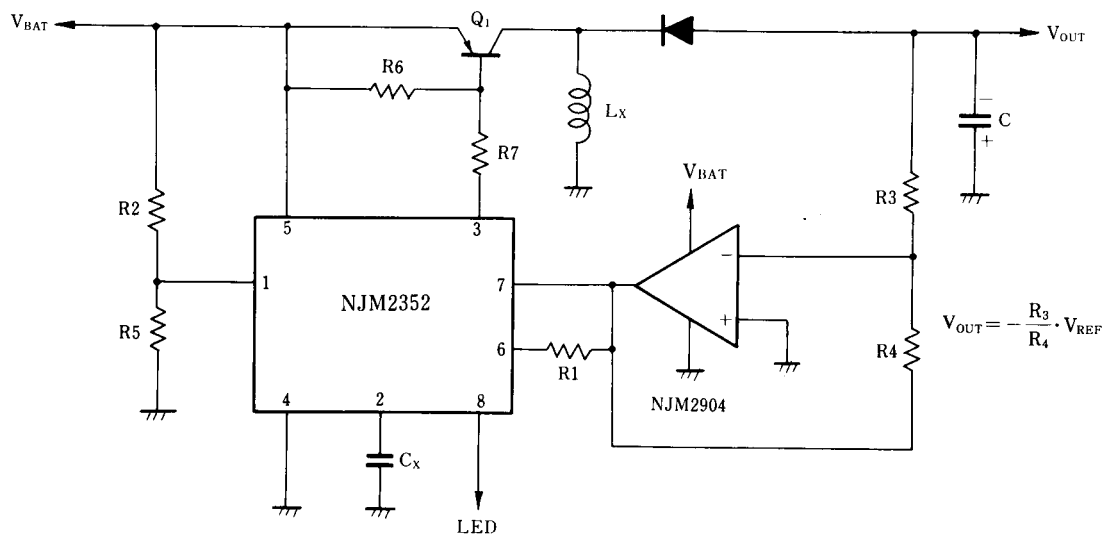 VBAT
Q1
VOUT
R6
LX
C
−
+
R7
R2
VBAT
R3
5
3
1
NJM2352
7
−
+
R5
6
R1
R4
VOUT = − R3/R4 · VREF
NJM2904
4
2
8
CX
LED